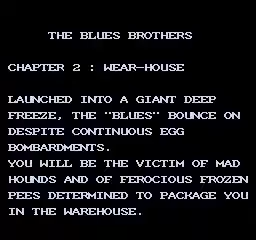 THE BLUES BROTHERS
CHAPTER 2 : WEAR-HOUSE
LAUNCHED INTO A GIANT DEEP
FREEZE, THE "BLUES" BOUNCE ON
DESPITE CONTINUOUS EGG
BOMBARDMENTS.
YOU WILL BE THE VICTIM OF MAD
HOUNDS AND OF FEROCIOUS FROZEN
PEES DETERMINED TO PACKAGE YOU
IN THE WAREHOUSE.